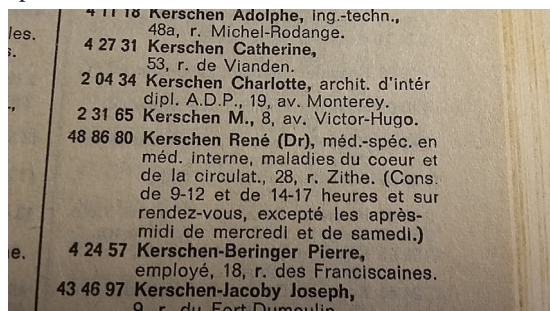 les.
4 11 18 Kerschen Adolphe, ing.-techn.,
48a, r. Michel-Rodange.
4 27 31 Kerschen Catherine,
53, r. de Vianden.
2 04 34 Kerschen Charlotte, archit. d'intér
dipl. A.D.P., 19, av. Monterey.
2 31 65 Kerschen M., 8, av. Victor-Hugo.
48 86 80 Kerschen René (Dr), méd.-spéc. en
méd. interne, maladies du coeur et
de la circulat., 28, r. Zithe. (Cons.
de 9-12 et de 14-17 heures et sur
rendez-vous, excepté les après-
midi de mercredi et de samedi.)
e.
4 24 57 Kerschen-Beringer Pierre,
employé, 18, r. des Franciscaines.
43 46 97 Kerschen-Jacoby Joseph,
9, r. du Fort-Dumoulin